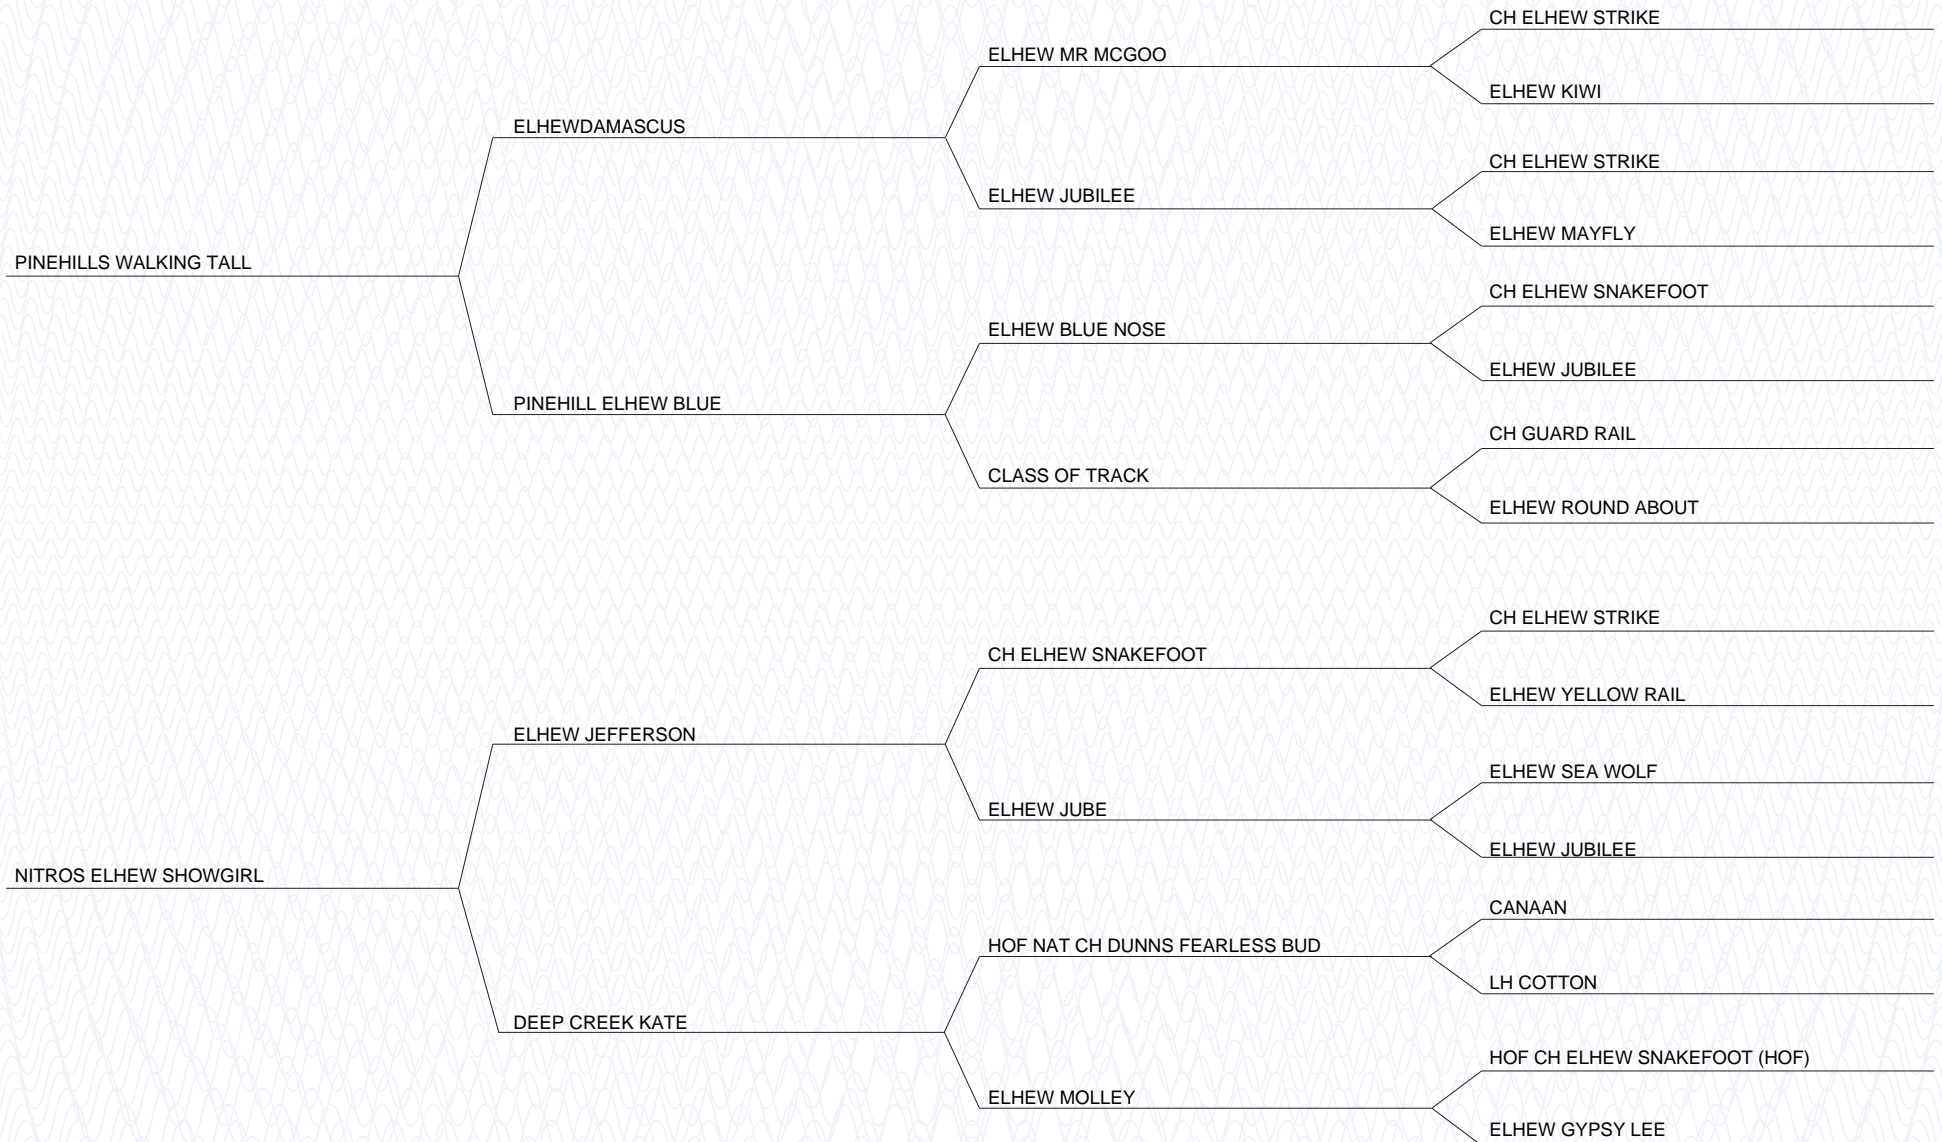 CH ELHEW STRIKE
ELHEW MR MCGOO
ELHEW KIWI
ELHEWDAMASCUS
CH ELHEW STRIKE
ELHEW JUBILEE
ELHEW MAYFLY
PINEHILLS WALKING TALL
CH ELHEW SNAKEFOOT
ELHEW BLUE NOSE
ELHEW JUBILEE
PINEHILL ELHEW BLUE
CH GUARD RAIL
CLASS OF TRACK
ELHEW ROUND ABOUT
CH ELHEW STRIKE
CH ELHEW SNAKEFOOT
ELHEW YELLOW RAIL
ELHEW JEFFERSON
ELHEW SEA WOLF
ELHEW JUBE
ELHEW JUBILEE
NITROS ELHEW SHOWGIRL
CANAAN
HOF NAT CH DUNNS FEARLESS BUD
LH COTTON
DEEP CREEK KATE
HOF CH ELHEW SNAKEFOOT (HOF)
ELHEW MOLLEY
ELHEW GYPSY LEE